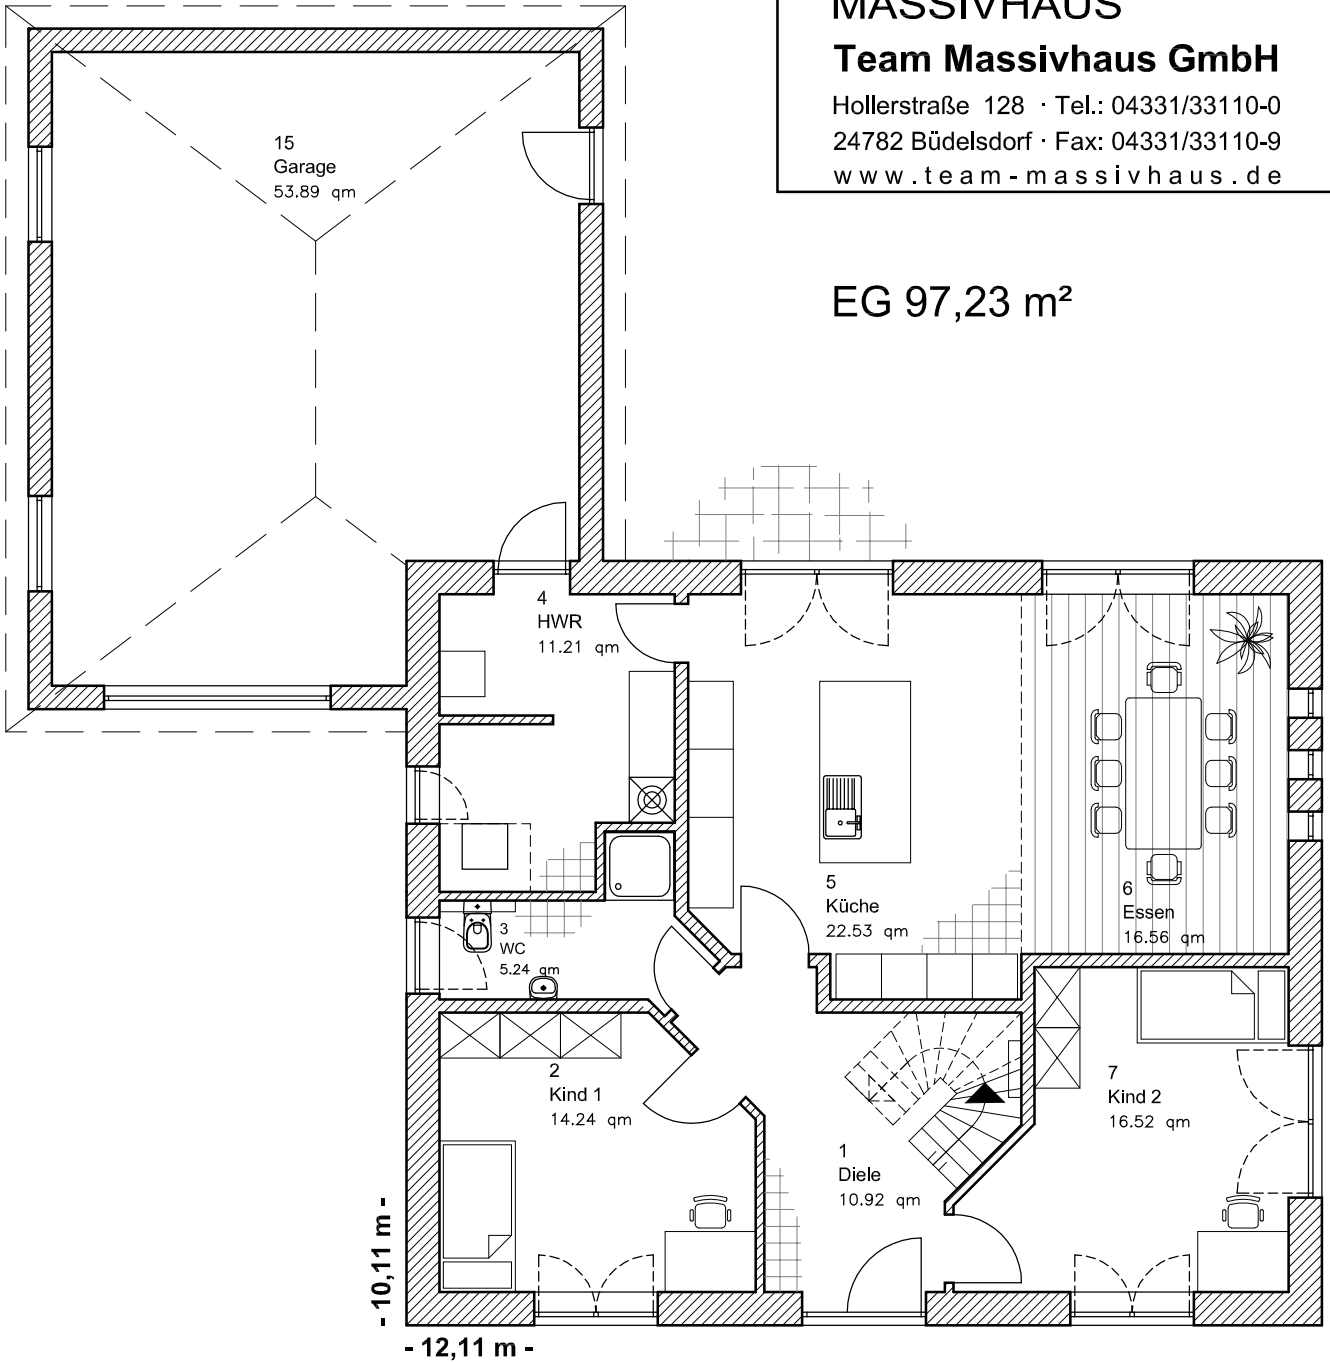 MASSIVHAUS
Team Massivhaus GmbH
Hollerstraße 128 · Tel.: 04331/33110-0
24782 Büdelsdorf · Fax: 04331/33110-9
www.team-massivhaus.de
EG 97,23 m²
15
Garage
53.89 qm
4
HWR
11.21 qm
5
Küche
22.53 qm
6
Essen
16.56 qm
3
WC
5.24 qm
2
Kind 1
14.24 qm
7
Kind 2
16.52 qm
1
Diele
10.92 qm
- 10,11 m -
- 12,11 m -